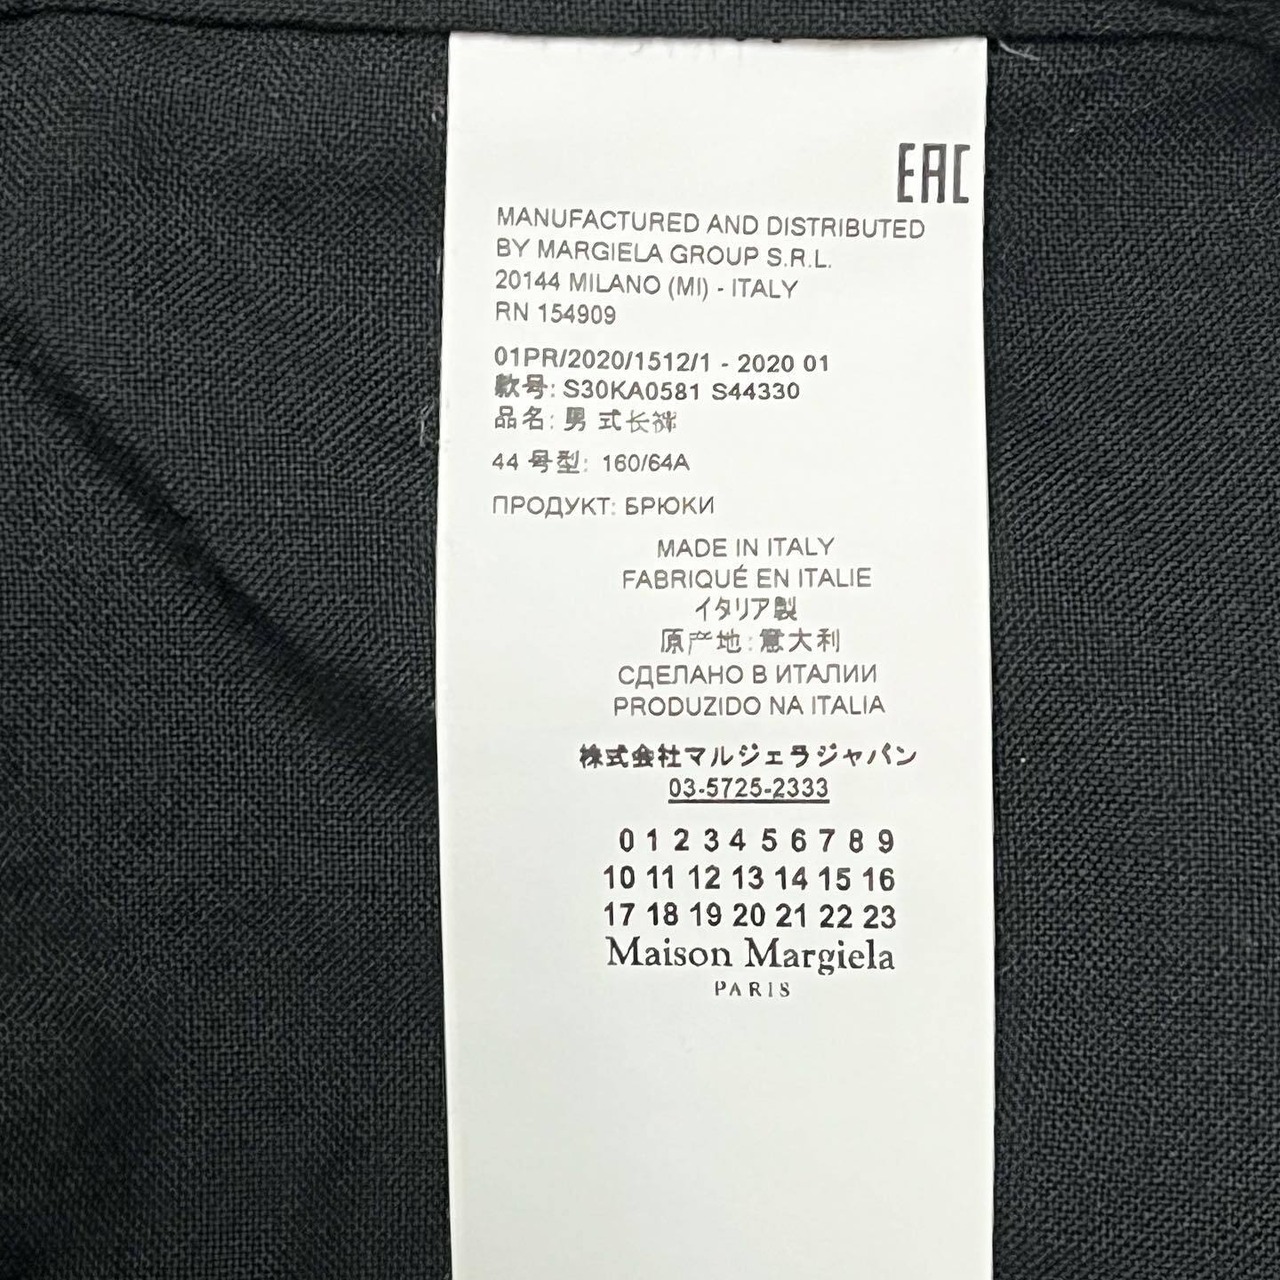 EAC
MANUFACTURED AND DISTRIBUTED
BY MARGIELA GROUP S.R.L.
20144 MILANO (MI) - ITALY
RN 154909
01PR/2020/1512/1 - 2020 01
款号: S30KA0581 S44330
品名: 男 式长裤
44 号型: 160/64A
ПРОДУКТ: БРЮКИ
MADE IN ITALY
FABRIQUÉ EN ITALIE
イタリア製
原产地:意大利
СДЕЛАНО В ИТАЛИИ
PRODUZIDO NA ITALIA
株式会社マルジェラジャパン
03-5725-2333
0 1 2 3 4 5 6 7 8 9
10 11 12 13 14 15 16
17 18 19 20 21 22 23
Maison Margiela
PARIS